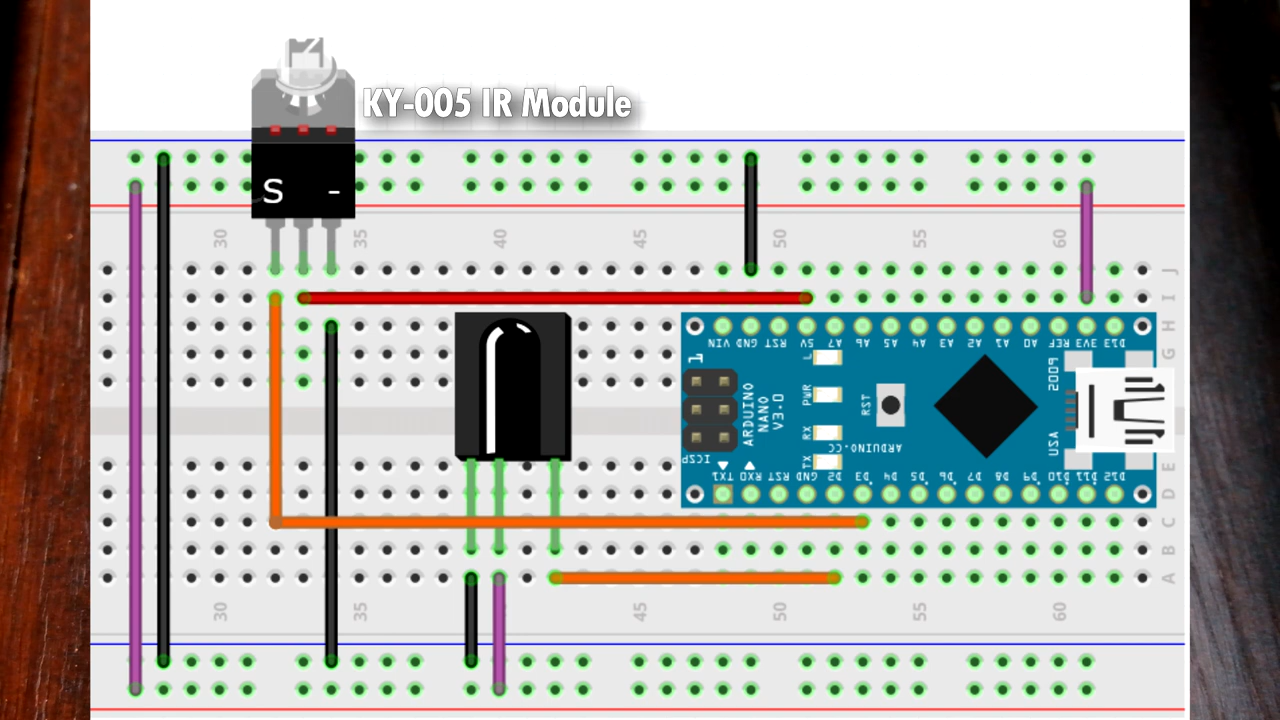 KY-005 IR Module
S -
30 35 40 45 50 55 60
J
I
H
G
VIN GND RST 5V A7 A6 A5 A4 A3 A2 A1 A0 REF 3V3 D13
1
L
PWR
RX
TX
ARDUINO
NANO
V3.0
RST
ARDUINO.CC
2009
USA
ICSP
TX1 RX0 RST GND D2 D3 D4 D5 D6 D7 D8 D9 D10 D11 D12
E
D
C
B
A
30 35 45 50 55 60